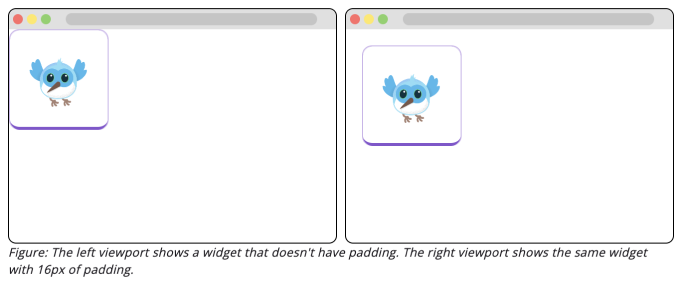 Figure: The left viewport shows a widget that doesn't have padding. The right viewport shows the same widget
with 16px of padding.